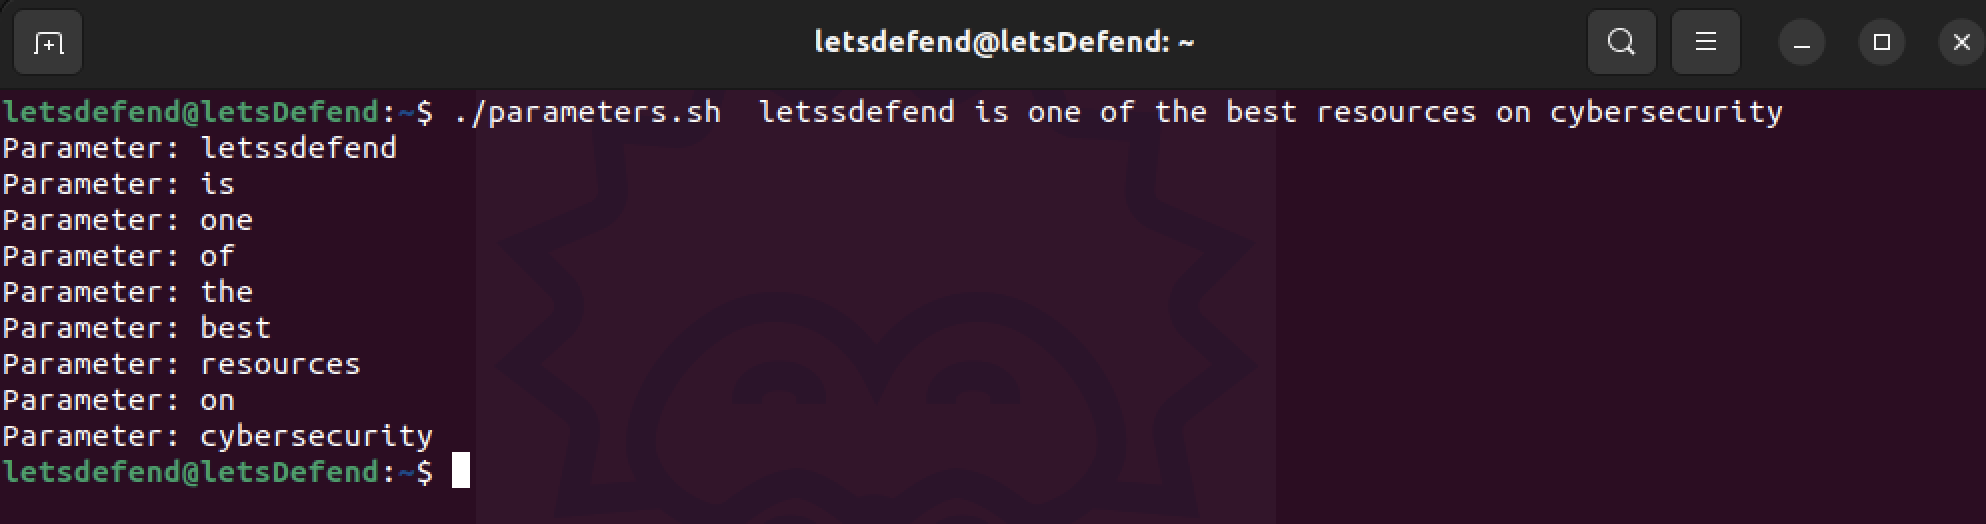 letsdefend@letsDefend: ~
letsdefend@letsDefend:~$ ./parameters.sh  letssdefend is one of the best resources on cybersecurity
Parameter: letssdefend
Parameter: is
Parameter: one
Parameter: of
Parameter: the
Parameter: best
Parameter: resources
Parameter: on
Parameter: cybersecurity
letsdefend@letsDefend:~$